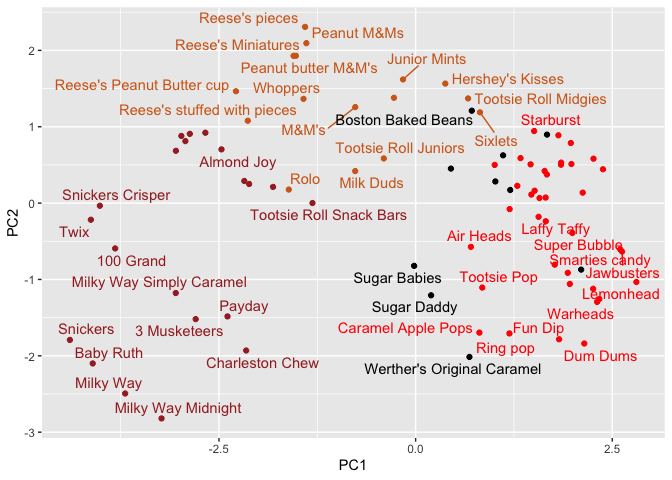 Reese's pieces
Peanut M&Ms
Reese's Miniatures
Peanut butter M&M's
Junior Mints
Reese's Peanut Butter cup
Whoppers
Hershey's Kisses
Reese's stuffed with pieces
Tootsie Roll Midgies
M&M's
Boston Baked Beans
Starburst
Sixlets
Almond Joy
Tootsie Roll Juniors
Rolo
Milk Duds
Snickers Crisper
Tootsie Roll Snack Bars
Twix
Laffy Taffy
Air Heads
Super Bubble
100 Grand
Smarties candy
Sugar Babies
Jawbusters
Milky Way Simply Caramel
Tootsie Pop
Lemonhead
Payday
Sugar Daddy
Warheads
Snickers
3 Musketeers
Caramel Apple Pops
Fun Dip
Baby Ruth
Charleston Chew
Ring pop
Dum Dums
Milky Way
Werther's Original Caramel
Milky Way Midnight
2
1
0
-1
-2
-3
PC2
-2.5
0.0
2.5
PC1